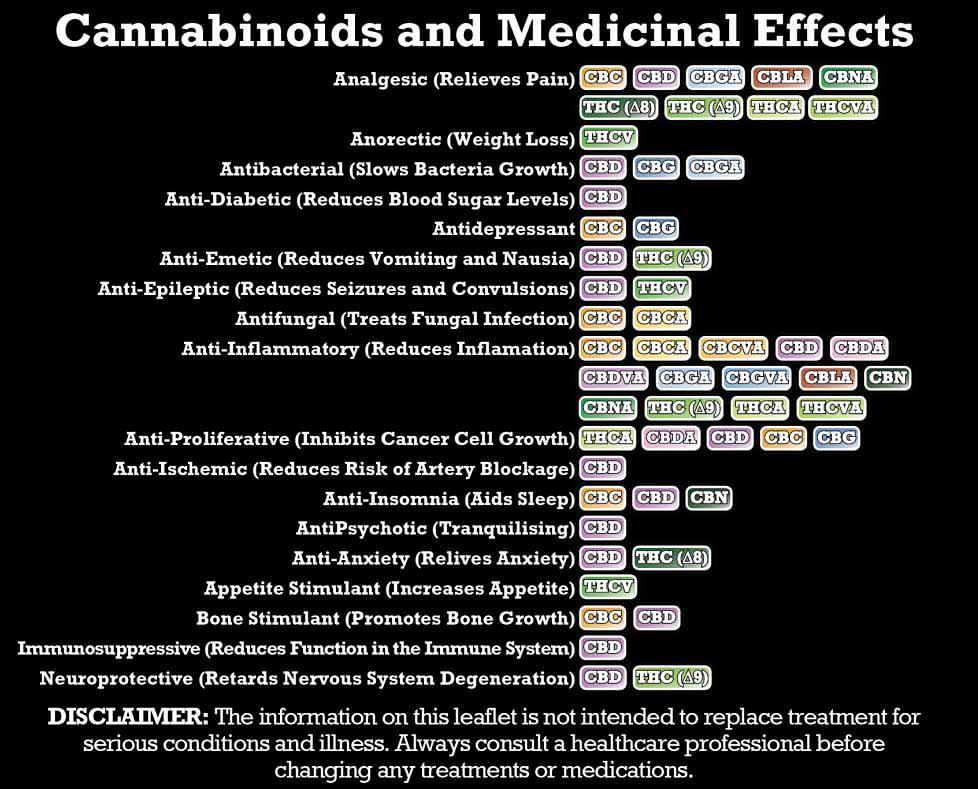 Cannabinoids and Medicinal Effects
Analgesic (Relieves Pain) CBC CBD CBGA CBLA CBNA
THC (Δ8) THC (Δ9) THCA THCVA
Anorectic (Weight Loss) THCV
Antibacterial (Slows Bacteria Growth) CBD CBG CBGA
Anti-Diabetic (Reduces Blood Sugar Levels) CBD
Antidepressant CBC CBG
Anti-Emetic (Reduces Vomiting and Nausia) CBD THC (Δ9)
Anti-Epileptic (Reduces Seizures and Convulsions) CBD THCV
Antifungal (Treats Fungal Infection) CBC CBCA
Anti-Inflammatory (Reduces Inflamation) CBC CBCA CBCVA CBD CBDA
CBDVA CBGA CBGVA CBLA CBN
CBNA THC (Δ9) THCA THCVA
Anti-Proliferative (Inhibits Cancer Cell Growth) THCA CBDA CBD CBC CBG
Anti-Ischemic (Reduces Risk of Artery Blockage) CBD
Anti-Insomnia (Aids Sleep) CBC CBD CBN
AntiPsychotic (Tranquilising) CBD
Anti-Anxiety (Relives Anxiety) CBD THC (Δ8)
Appetite Stimulant (Increases Appetite) THCV
Bone Stimulant (Promotes Bone Growth) CBC CBD
Immunosuppressive (Reduces Function in the Immune System) CBD
Neuroprotective (Retards Nervous System Degeneration) CBD THC (Δ9)
DISCLAIMER: The information on this leaflet is not intended to replace treatment for
serious conditions and illness. Always consult a healthcare professional before
changing any treatments or medications.